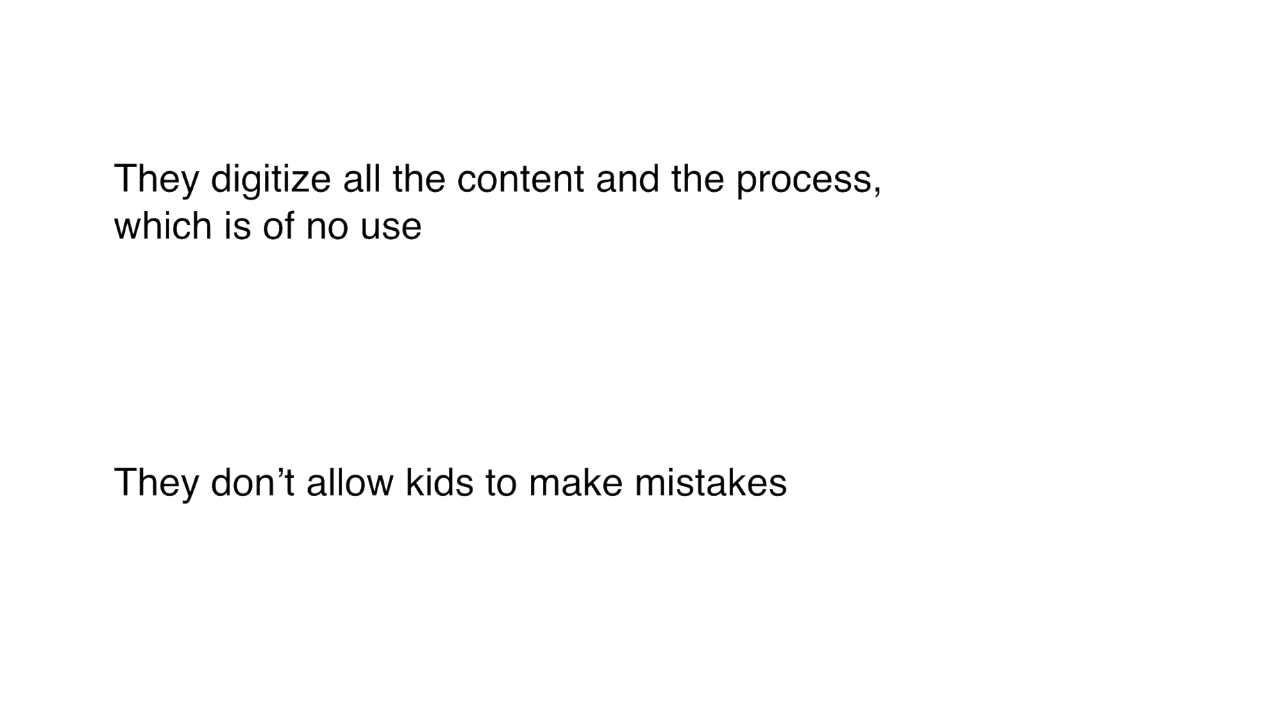 They digitize all the content and the process,
which is of no use
They don’t allow kids to make mistakes